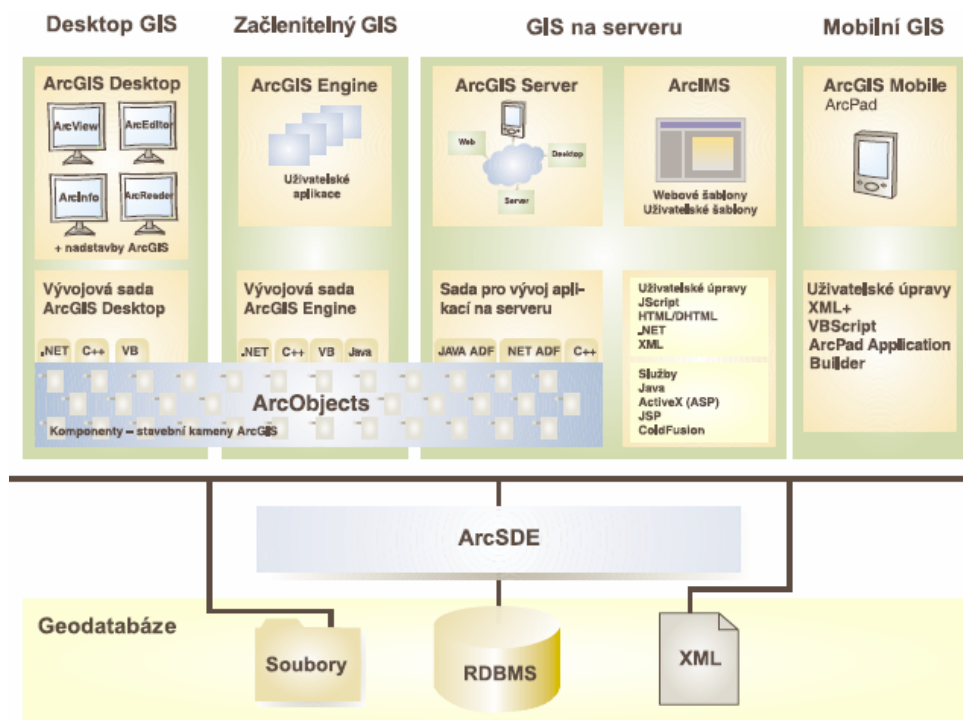 Desktop GIS
Začlenitelný GIS
GIS na serveru
Mobilní GIS
ArcGIS Desktop
ArcView
ArcEditor
ArcInfo
ArcReader
+ nadstavby ArcGIS
ArcGIS Engine
Uživatelské
aplikace
ArcGIS Server
Web
Desktop
Server
ArcIMS
Webové šablony
Uživatelské šablony
ArcGIS Mobile
ArcPad
Vývojová sada
ArcGIS Desktop
.NET
C++
VB
Vývojová sada
ArcGIS Engine
.NET
C++
VB
Java
Sada pro vývoj apli-
kací na serveru
JAVA ADF
NET ADF
C++
Uživatelské úpravy
JScript
HTML/DHTML
.NET
XML
Služby
Java
ActiveX (ASP)
JSP
ColdFusion
Uživatelské úpravy
XML+
VBScript
ArcPad Application
Builder
ArcObjects
Komponenty – stavební kameny ArcGIS
ArcSDE
Geodatabáze
Soubory
RDBMS
XML